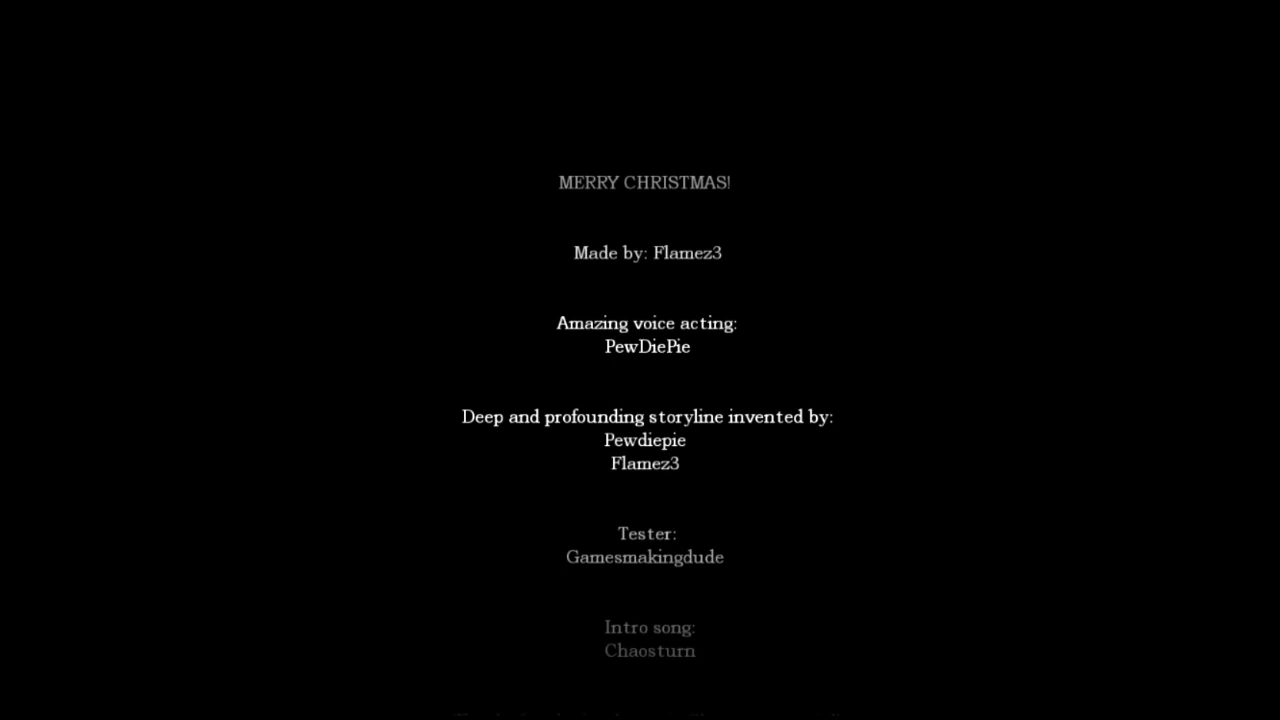 MERRY CHRISTMAS!
Made by: Flamez3
Amazing voice acting:
PewDiePie
Deep and profounding storyline invented by:
Pewdiepie
Flamez3
Tester:
Gamesmakingdude
Intro song:
Chaosturn